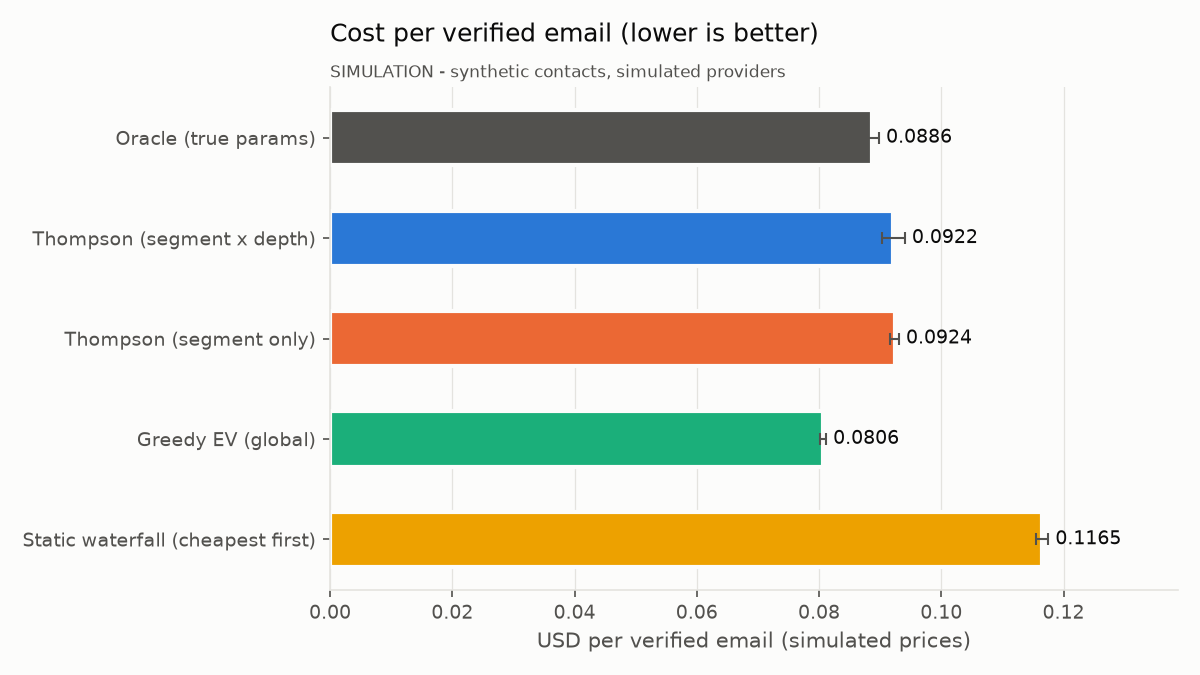 Cost per verified email (lower is better)
SIMULATION - synthetic contacts, simulated providers
Oracle (true params)
0.0886
Thompson (segment x depth)
0.0922
Thompson (segment only)
0.0924
Greedy EV (global)
0.0806
Static waterfall (cheapest first)
0.1165
0.00 0.02 0.04 0.06 0.08 0.10 0.12
USD per verified email (simulated prices)